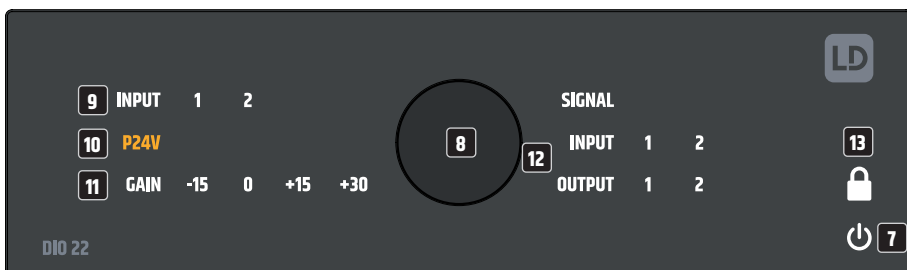 LD
9 INPUT 1 2
SIGNAL
10 P24V
8
12
INPUT 1 2
13
11 GAIN -15 0 +15 +30
OUTPUT 1 2
DIO 22
7